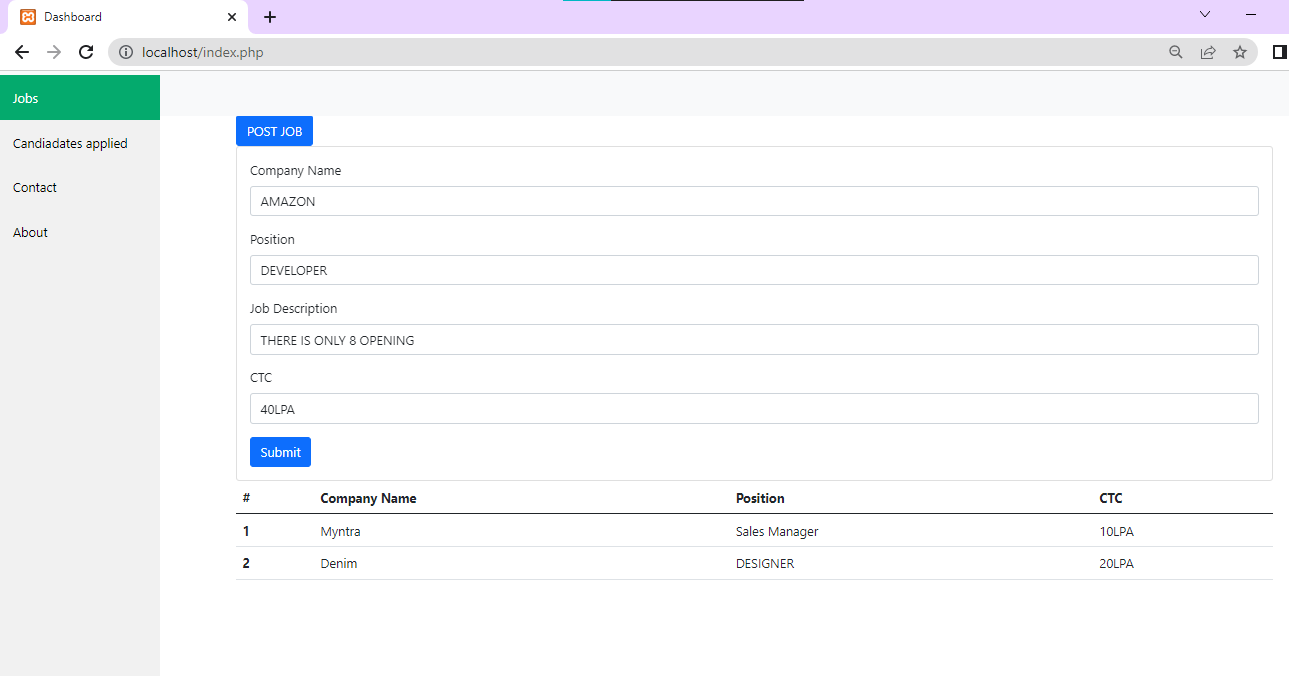 Dashboard
localhost/index.php
Jobs
Candiadates applied
Contact
About
POST JOB
Company Name
AMAZON
Position
DEVELOPER
Job Description
THERE IS ONLY 8 OPENING
CTC
40LPA
Submit
# Company Name Position CTC
1 Myntra Sales Manager 10LPA
2 Denim DESIGNER 20LPA